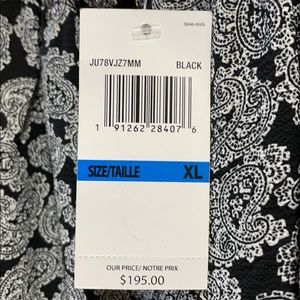 5846-0005
JU78VJZ7MM BLACK
1 91262 28407 6
SIZE/TAILLE XL
OUR PRICE/ NOTRE PRIX
$195.00